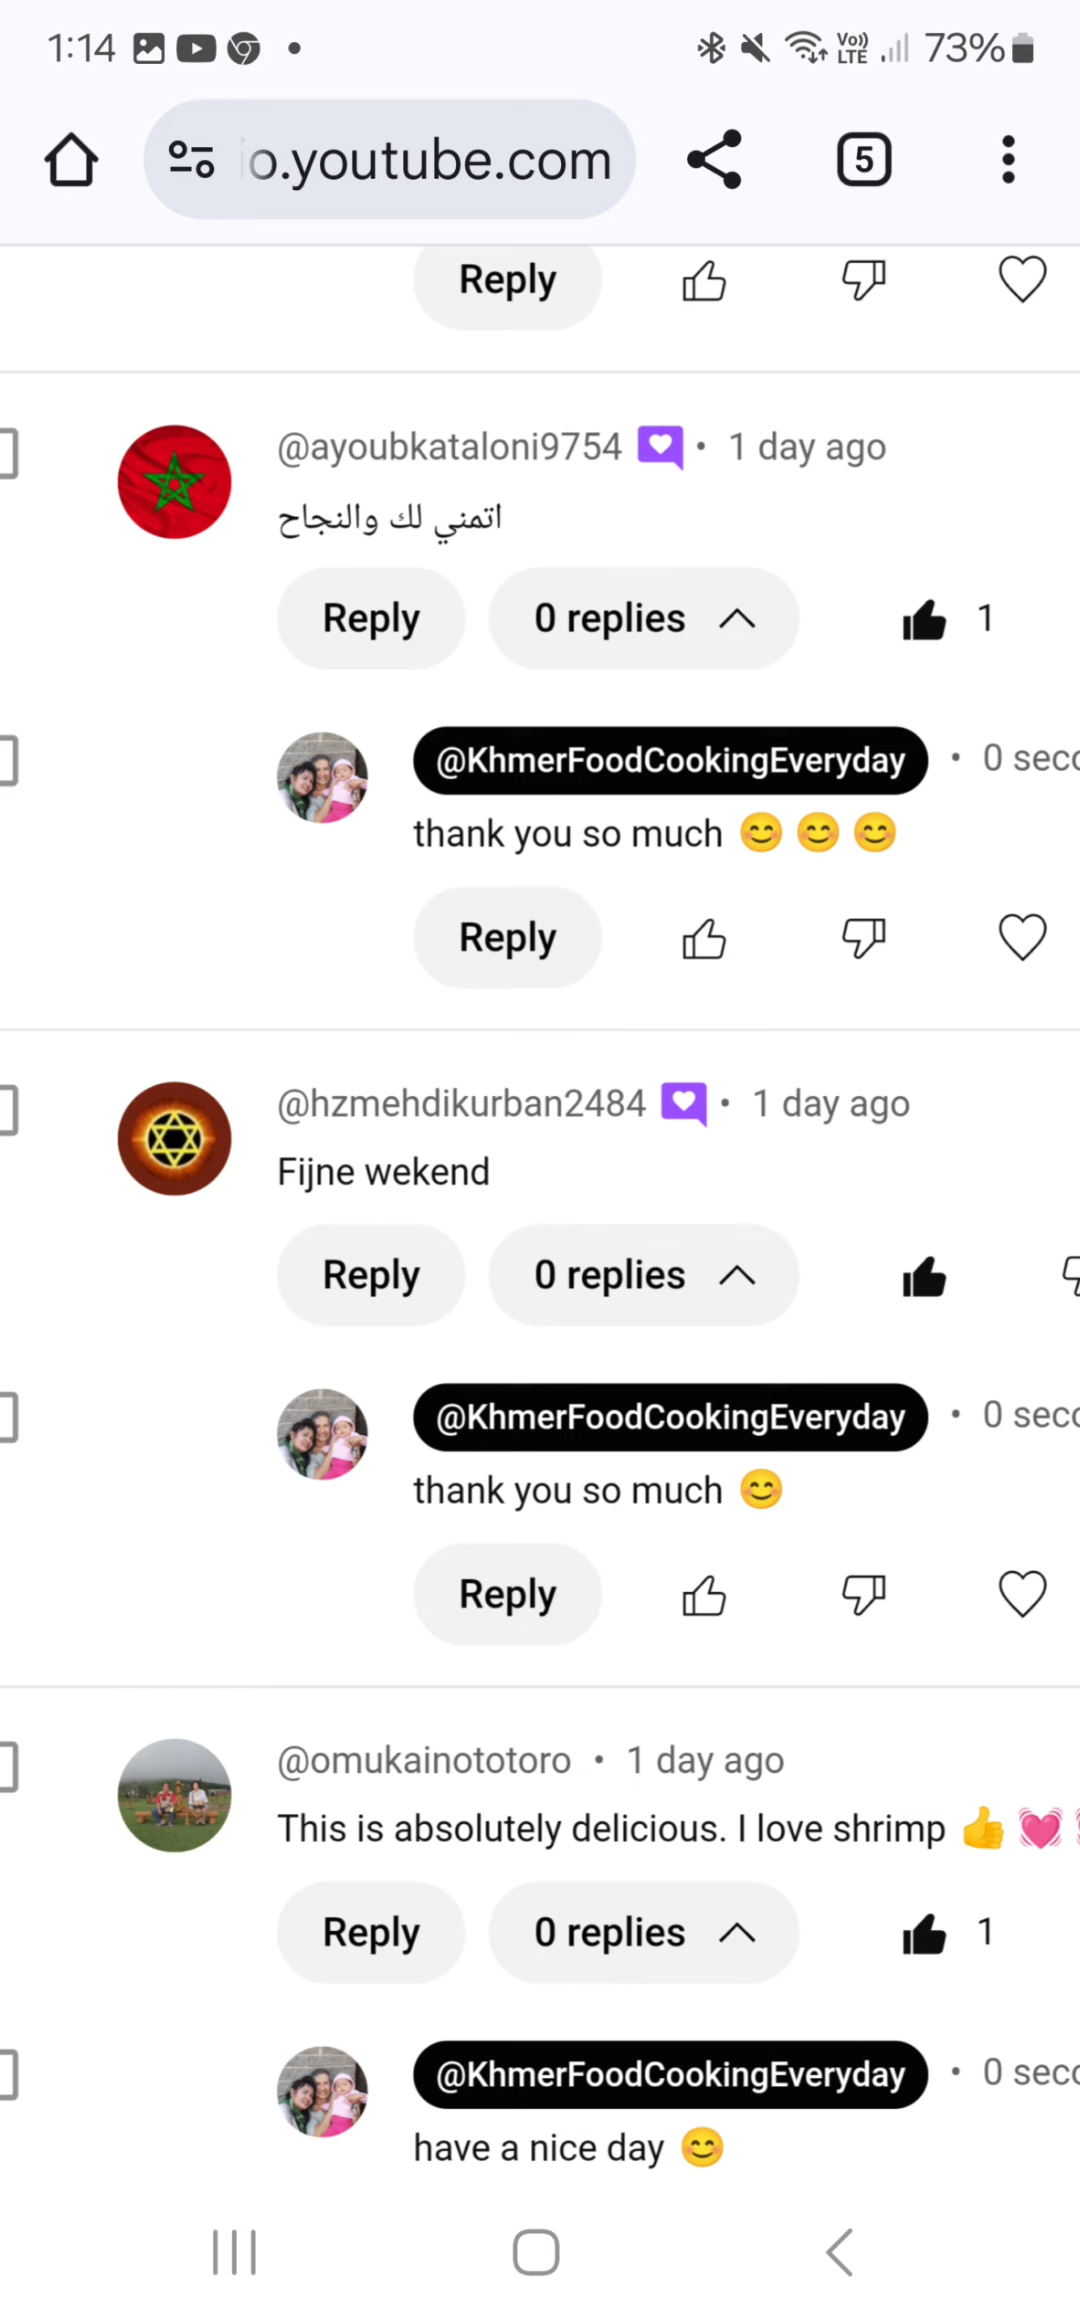 1:14
Vo)) LTE
73%
o.youtube.com
5
Reply
@ayoubkataloni9754 • 1 day ago
اتمني لك والنجاح
Reply 0 replies 1
@KhmerFoodCookingEveryday • 0 sec
thank you so much 😊 😊 😊
Reply
@hzmehdikurban2484 • 1 day ago
Fijne wekend
Reply 0 replies
@KhmerFoodCookingEveryday • 0 sec
thank you so much 😊
Reply
@omukainototoro • 1 day ago
This is absolutely delicious. I love shrimp 👍 💓
Reply 0 replies 1
@KhmerFoodCookingEveryday • 0 sec
have a nice day 😊